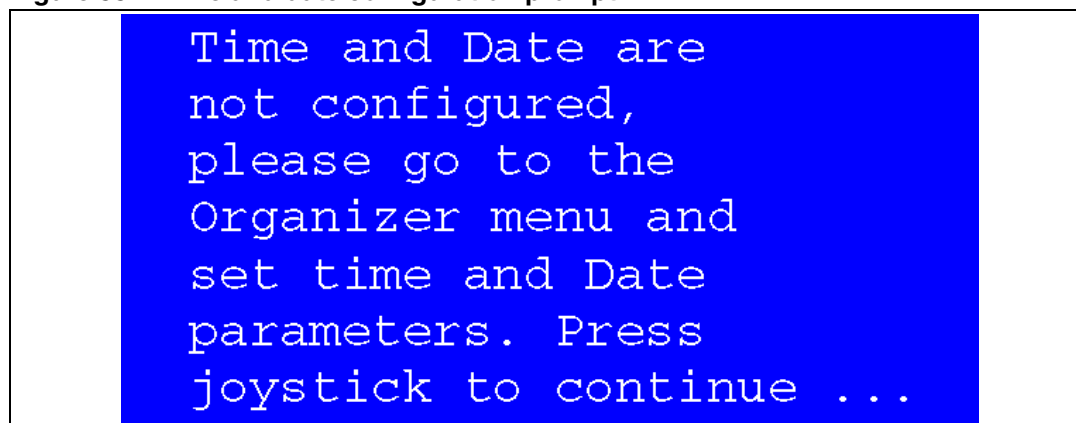 Time and Date are
not configured,
please go to the
Organizer menu and
set time and Date
parameters. Press
joystick to continue ...